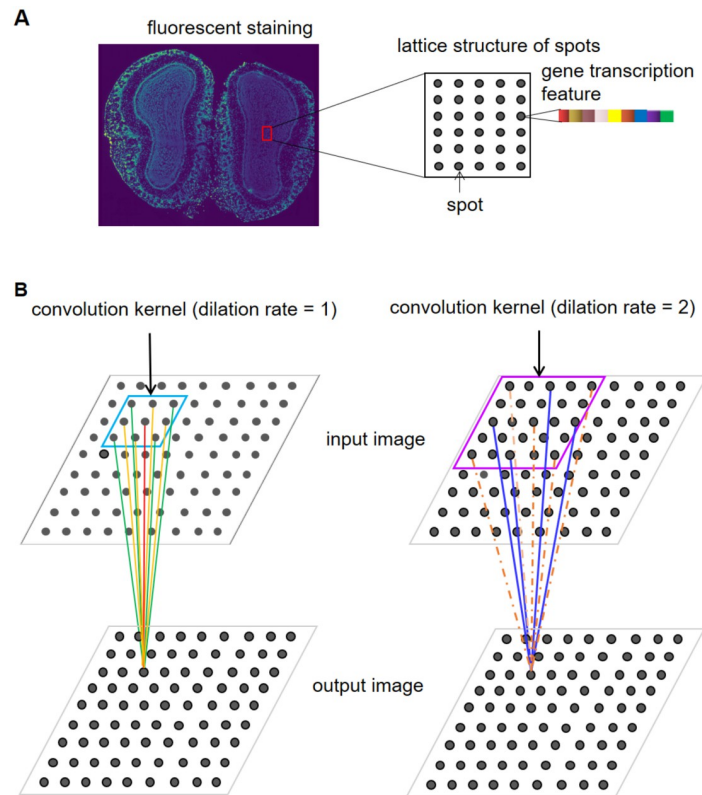 A
fluorescent staining
lattice structure of spots
gene transcription
feature
spot
B
convolution kernel (dilation rate = 1)
convolution kernel (dilation rate = 2)
input image
output image